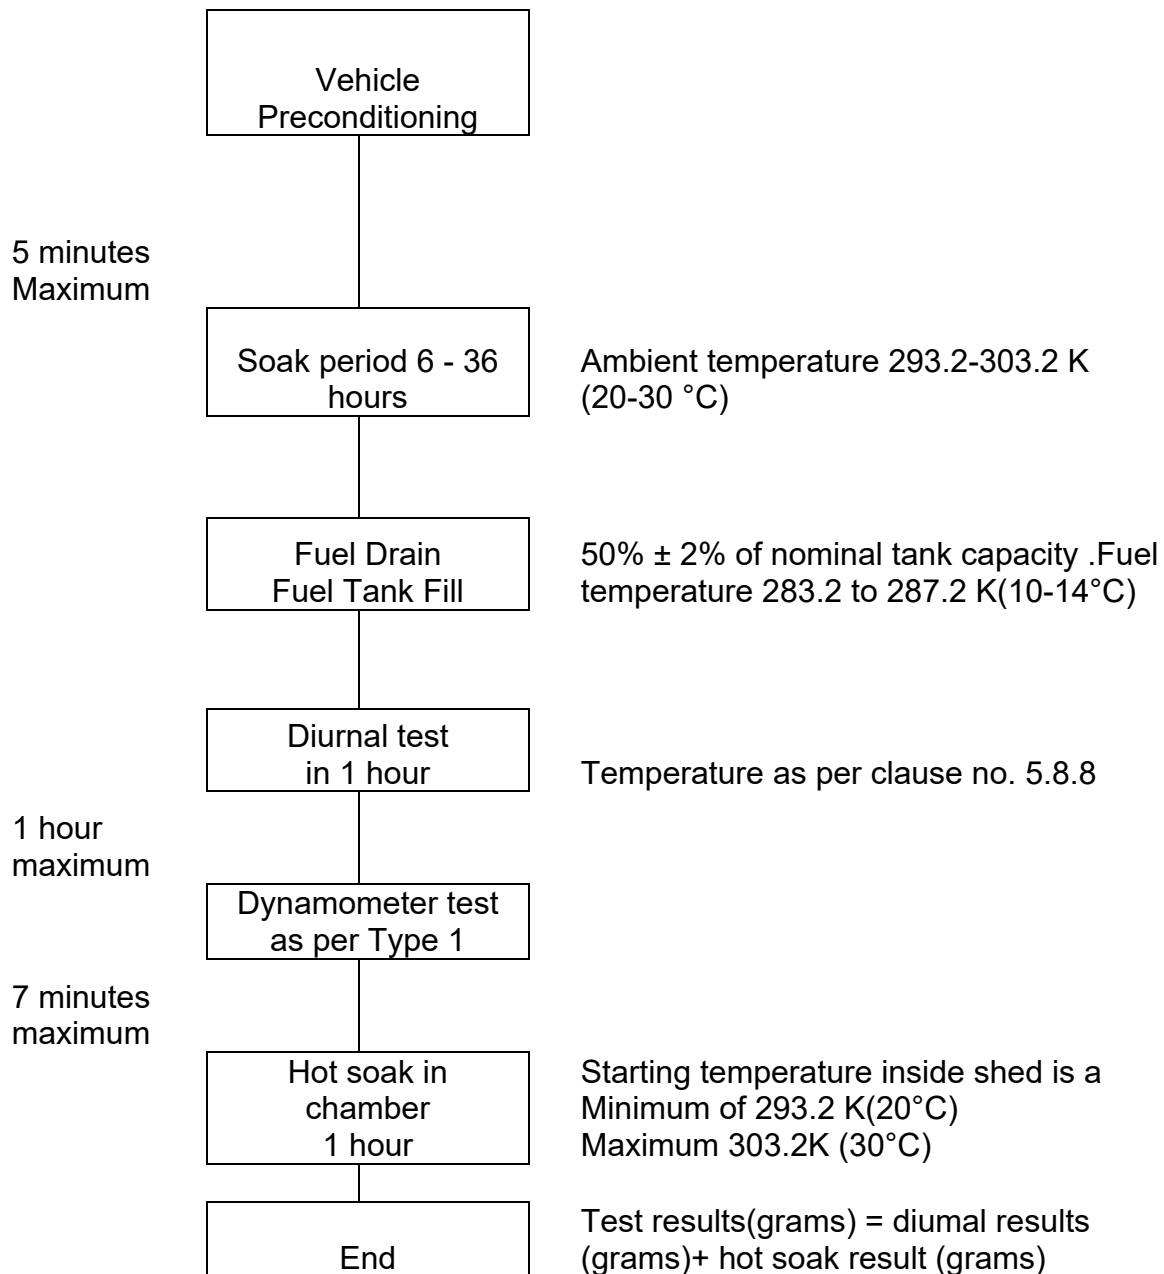 Vehicle
Preconditioning
5 minutes
Maximum
Soak period 6 - 36
hours
Ambient temperature 293.2-303.2 K
(20-30 °C)
Fuel Drain
Fuel Tank Fill
50% ± 2% of nominal tank capacity .Fuel
temperature 283.2 to 287.2 K(10-14°C)
Diurnal test
in 1 hour
Temperature as per clause no. 5.8.8
1 hour
maximum
Dynamometer test
as per Type 1
7 minutes
maximum
Hot soak in
chamber
1 hour
Starting temperature inside shed is a
Minimum of 293.2 K(20°C)
Maximum 303.2K (30°C)
End
Test results(grams) = diumal results
(grams)+ hot soak result (grams)